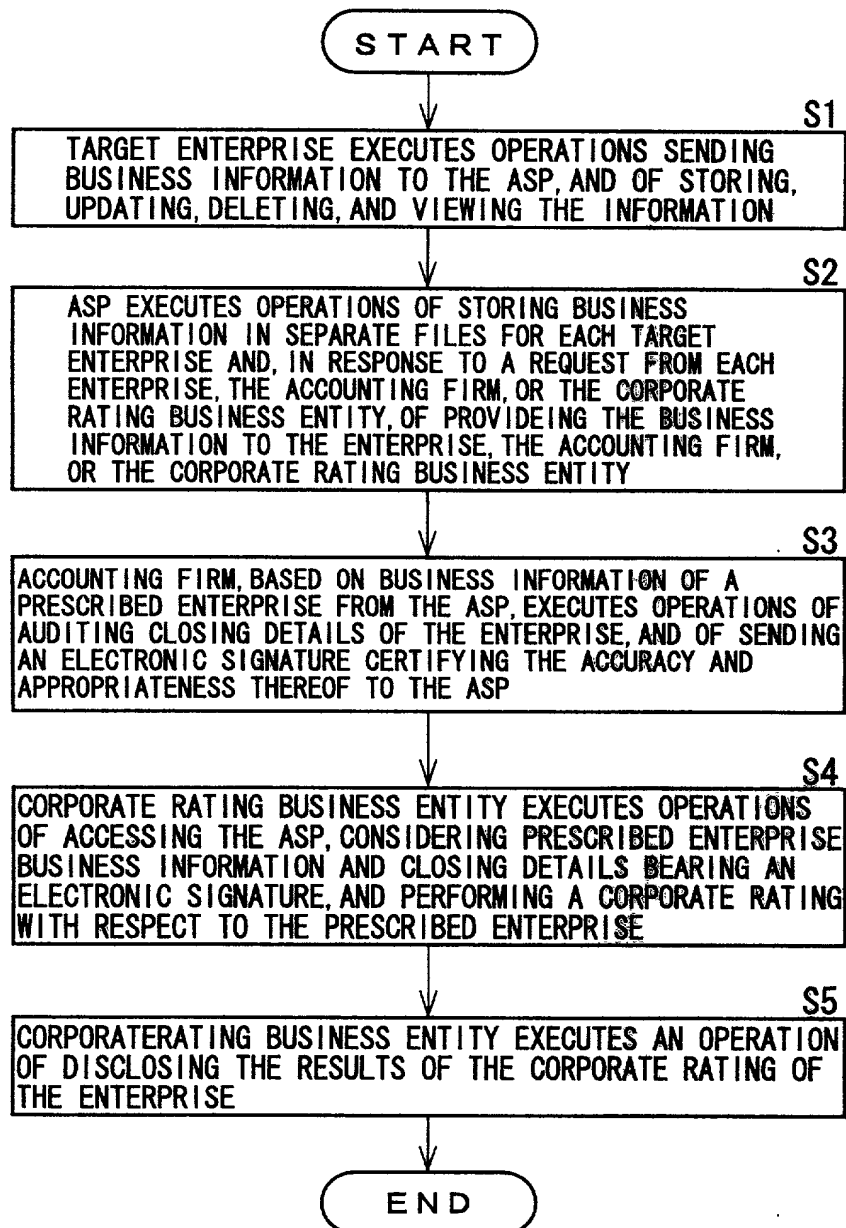 START
S1
TARGET ENTERPRISE EXECUTES OPERATIONS SENDING
BUSINESS INFORMATION TO THE ASP, AND OF STORING,
UPDATING, DELETING, AND VIEWING THE INFORMATION
S2
ASP EXECUTES OPERATIONS OF STORING BUSINESS
INFORMATION IN SEPARATE FILES FOR EACH TARGET
ENTERPRISE AND, IN RESPONSE TO A REQUEST FROM EACH
ENTERPRISE, THE ACCOUNTING FIRM, OR THE CORPORATE
RATING BUSINESS ENTITY, OF PROVIDEING THE BUSINESS
INFORMATION TO THE ENTERPRISE, THE ACCOUNTING FIRM,
OR THE CORPORATE RATING BUSINESS ENTITY
S3
ACCOUNTING FIRM, BASED ON BUSINESS INFORMATION OF A
PRESCRIBED ENTERPRISE FROM THE ASP, EXECUTES OPERATIONS OF
AUDITING CLOSING DETAILS OF THE ENTERPRISE, AND OF SENDING
AN ELECTRONIC SIGNATURE CERTIFYING THE ACCURACY AND
APPROPRIATENESS THEREOF TO THE ASP
S4
CORPORATE RATING BUSINESS ENTITY EXECUTES OPERATIONS
OF ACCESSING THE ASP, CONSIDERING PRESCRIBED ENTERPRISE
BUSINESS INFORMATION AND CLOSING DETAILS BEARING AN
ELECTRONIC SIGNATURE, AND PERFORMING A CORPORATE RATING
WITH RESPECT TO THE PRESCRIBED ENTERPRISE
S5
CORPORATERATING BUSINESS ENTITY EXECUTES AN OPERATION
OF DISCLOSING THE RESULTS OF THE CORPORATE RATING OF
THE ENTERPRISE
END